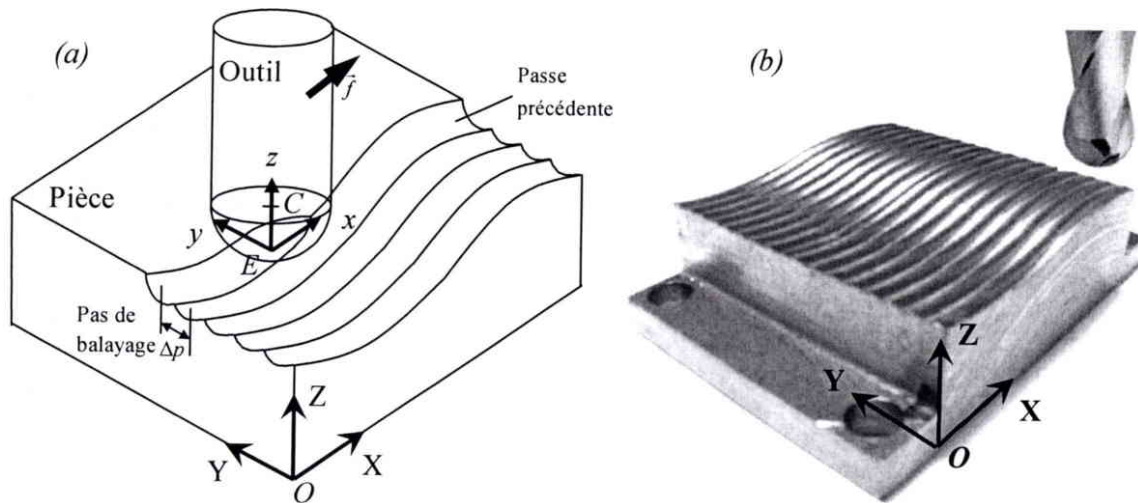 (a)
Outil
f
Passe
précédente
z
C
Pièce
y
x
E
Pas de
balayage Δp
Z
Y
X
O
(b)
Z
Y
X
O